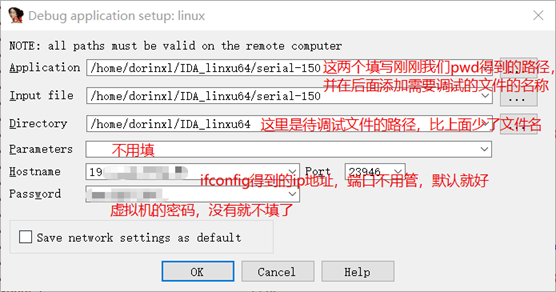 Debug application setup: linux
NOTE: all paths must be valid on the remote computer
Application /home/dorinxl/IDA_linxu64/serial-150 这两个填写刚刚我们pwd得到的路径，
并在后面添加需要调试的文件的名称
Input file /home/dorinxl/IDA_linxu64/serial-150 ...
Directory /home/dorinxl/IDA_linxu64 这里是待调试文件的路径，比上面少了文件名
Parameters 不用填
Hostname 19 Port 23946
ifconfig得到的ip地址，端口不用管，默认就好
Password
虚拟机的密码，没有就不填了
Save network settings as default
OK Cancel Help